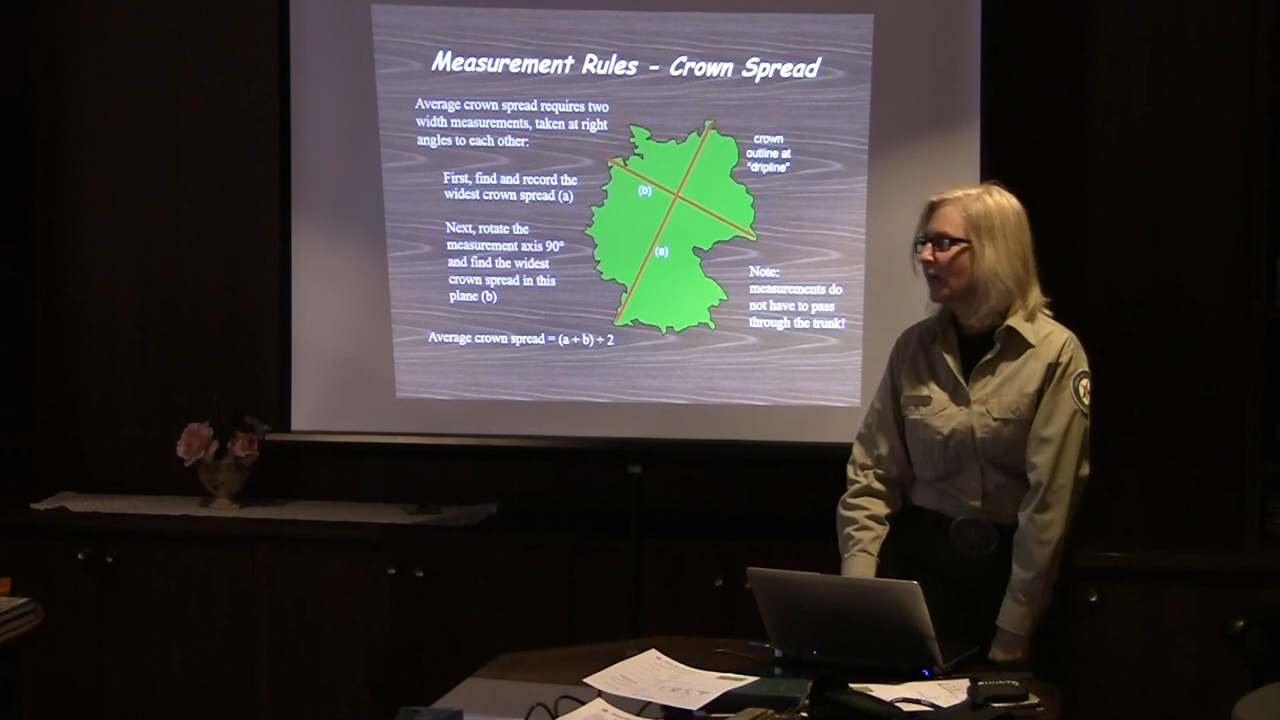 Measurement Rules - Crown Spread
Average crown spread requires two
width measurements, taken at right
angles to each other:
First, find and record the
widest crown spread (a)
Next, rotate the
measurement axis 90°
and find the widest
crown spread in this
plane (b)
Average crown spread = (a + b) ÷ 2
(b)
(a)
crown
outline at
"dripline"
Note:
measurements do
not have to pass
through the trunk!
SUUNTO